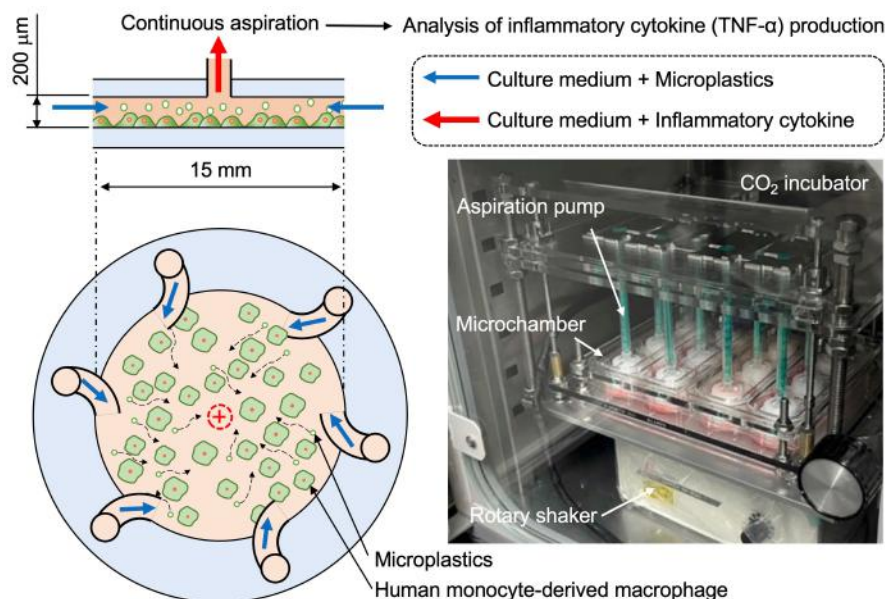 Continuous aspiration
Analysis of inflammatory cytokine (TNF-α) production
200 μm
Culture medium + Microplastics
Culture medium + Inflammatory cytokine
15 mm
CO₂ incubator
Aspiration pump
Microchamber
Rotary shaker
Microplastics
Human monocyte-derived macrophage